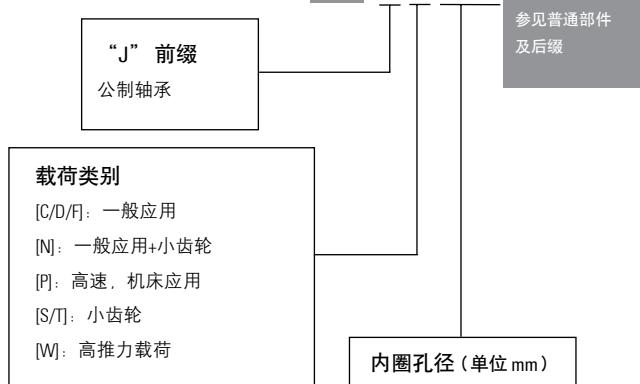 参见普通部件
及后缀
“J” 前缀
公制轴承
载荷类别
[C/D/F]：一般应用
[N]：一般应用+小齿轮
[P]：高速，机床应用
[S/T]：小齿轮
[W]：高推力载荷
内圈孔径（单位 mm）